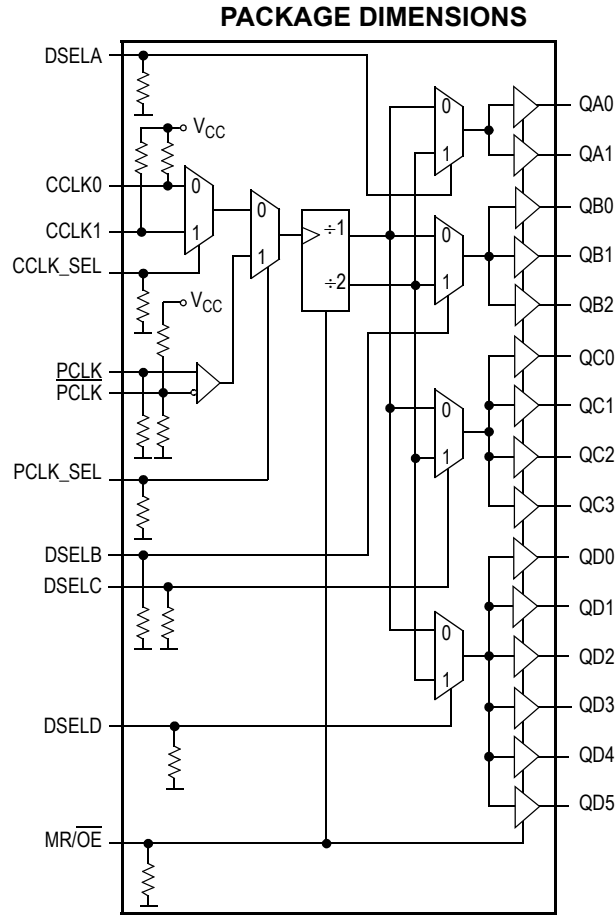 PACKAGE DIMENSIONS
DSELA
VCC
CCLK0
CCLK1
CCLK_SEL
VCC
PCLK
PCLK
PCLK_SEL
DSELB
DSELC
DSELD
MR/OE
0
1
0
1
÷1
÷2
0
1
0
1
0
1
0
1
QA0
QA1
QB0
QB1
QB2
QC0
QC1
QC2
QC3
QD0
QD1
QD2
QD3
QD4
QD5